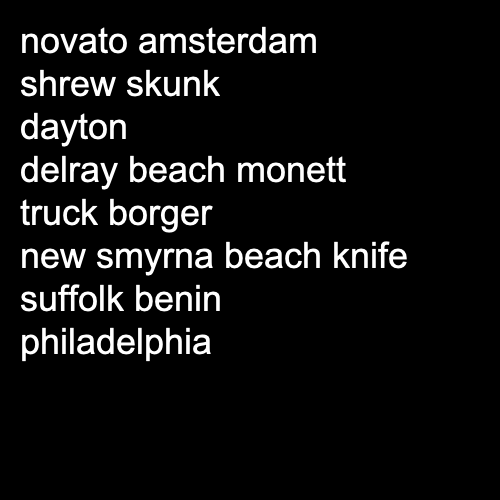 novato amsterdam
shrew skunk
dayton
delray beach monett
truck borger
new smyrna beach knife
suffolk benin
philadelphia